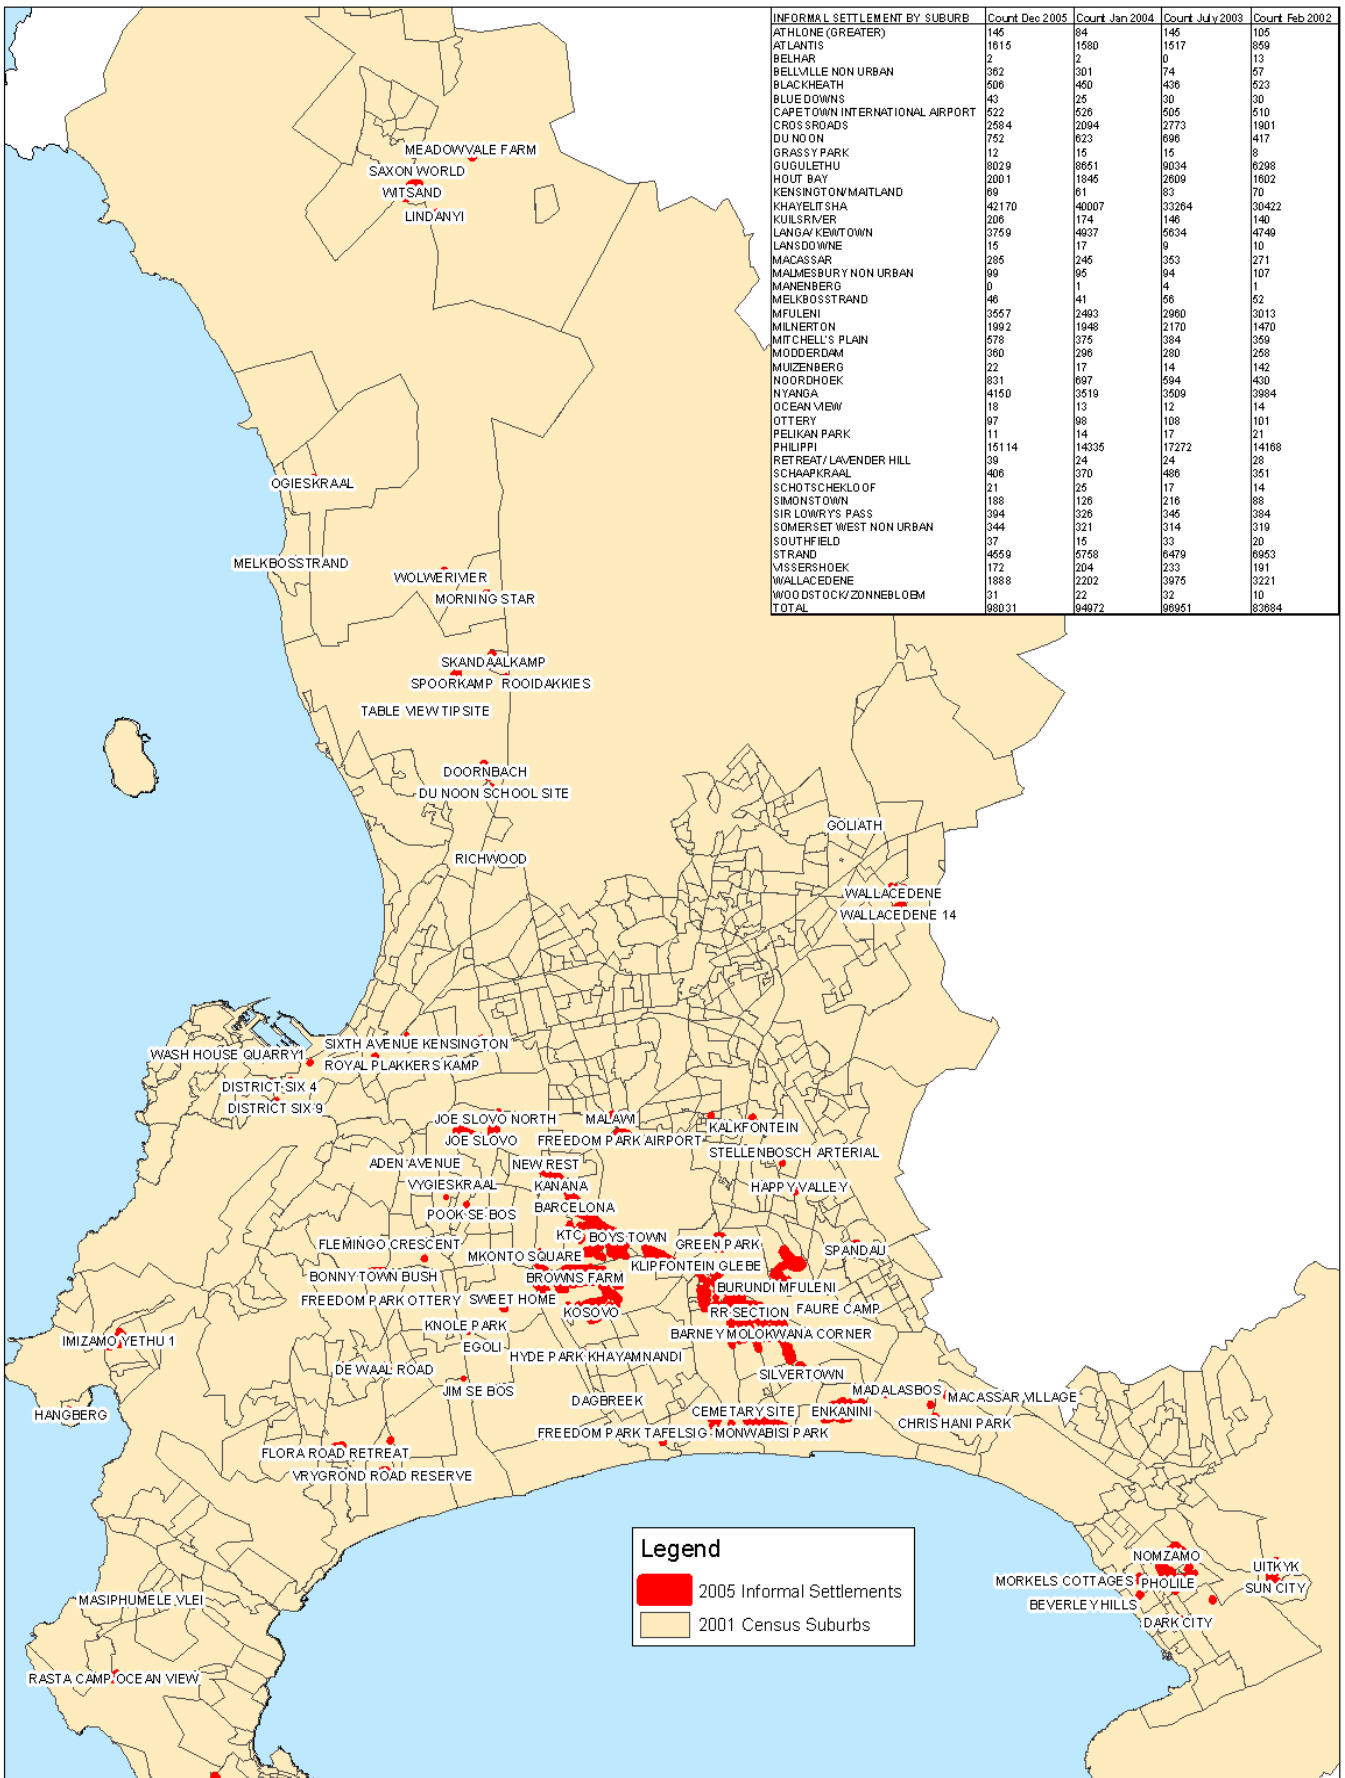 INFORMAL SETTLEMENT BY SUBURB Count Dec 2005 Count Jan 2004 Count July 2003 Count Feb 2002
ATHLONE (GREATER) 145 84 145 105
ATLANTIS 1615 1580 1517 859
BELHAR 2 2 0 13
BELLVILLE NON URBAN 362 301 74 57
BLACKHEATH 506 450 436 523
BLUE DOWNS 43 25 30 30
CAPE TOWN INTERNATIONAL AIRPORT 522 526 505 510
CROSSROADS 2584 2094 2773 1901
DU NOON 752 623 696 417
GRASSY PARK 12 15 15 8
GUGULETHU 8029 8651 9034 6298
HOUT BAY 2001 1845 2609 1602
KENSINGTON/MAITLAND 69 61 83 70
KHAYELITSHA 42170 40007 33264 30422
KUILSRIVER 206 174 146 140
LANGA/ KEWTOWN 3759 4937 5634 4749
LANSDOWNE 15 17 9 10
MACASSAR 285 245 353 271
MALMESBURY NON URBAN 99 95 94 107
MANENBERG 0 1 4 1
MELKBOSSTRAND 46 41 56 52
MFULENI 3557 2493 2960 3013
MILNERTON 1992 1948 2170 1470
MITCHELL'S PLAIN 578 375 384 359
MODDERDAM 360 296 280 258
MUIZENBERG 22 17 14 142
NOORDHOEK 831 697 594 430
NYANGA 4150 3519 3509 3984
OCEAN VIEW 18 13 12 14
OTTERY 97 98 108 101
PELIKAN PARK 11 14 17 21
PHILIPPI 15114 14335 17272 14168
RETREAT/ LAVENDER HILL 39 24 24 28
SCHAAPKRAAL 406 370 486 351
SCHOTSCHEKLOOF 21 25 17 14
SIMONSTOWN 188 126 216 88
SIR LOWRY'S PASS 394 326 345 384
SOMERSET WEST NON URBAN 344 321 314 319
SOUTHFIELD 37 15 33 20
STRAND 4559 5758 6479 6953
VISSERSHOEK 172 204 233 191
WALLACEDENE 1888 2202 3975 3221
WOODSTOCK/ZONNEBLOEM 31 22 32 10
TOTAL 98031 94972 96951 83684
MEADOWVALE FARM
SAXON WORLD
WITSAND
LINDANYI
OGIESKRAAL
MELKBOSSTRAND
WOLWERIVIER
MORNING STAR
SKANDAALKAMP
SPOORKAMP ROOIDAKKIES
TABLE VIEW TIP SITE
DOORNBACH
DU NOON SCHOOL SITE
GOLIATH
RICHWOOD
WALLACEDENE
WALLACEDENE 14
SIXTH AVENUE KENSINGTON
WASH HOUSE QUARRY1
ROYAL PLAKKERS KAMP
DISTRICT SIX 4
DISTRICT SIX 9
JOE SLOVO NORTH
MALAWI
KALKFONTEIN
JOE SLOVO
FREEDOM PARK AIRPORT
STELLENBOSCH ARTERIAL
ADEN AVENUE
NEW REST
VYGIESKRAAL
KANANA
HAPPY VALLEY
POOK SE BOS
BARCELONA
KTC
BOYS TOWN
FLEMINGO CRESCENT
GREEN PARK
SPANDAU
MKONTO SQUARE
KLIPFONTEIN GLEBE
BONNY TOWN BUSH
BROWNS FARM
BURUNDI MFULENI
FREEDOM PARK OTTERY
SWEET HOME
KOSOVO
RR-SECTION
FAURE CAMP
KNOLE PARK
BARNEY MOLOKWANA CORNER
IMIZAMO YETHU 1
EGOLI
HYDE PARK KHAYAMNANDI
DE WAAL ROAD
SILVERTOWN
JIM SE BOS
MADALASBOS
MACASSAR VILLAGE
DAGBREEK
HANGBERG
CEMETARY SITE
ENKANINI
CHRIS HANI PARK
FREEDOM PARK TAFELSIG
MONWABISI PARK
FLORA ROAD RETREAT
VRYGROND ROAD RESERVE
Legend
2005 Informal Settlements
2001 Census Suburbs
NOMZAMO
UITKYK
MORKELS COTTAGES
PHOLILE
SUN CITY
BEVERLEY HILLS
DARK CITY
MASIPHUMELE VLEI
RASTA CAMP OCEAN VIEW